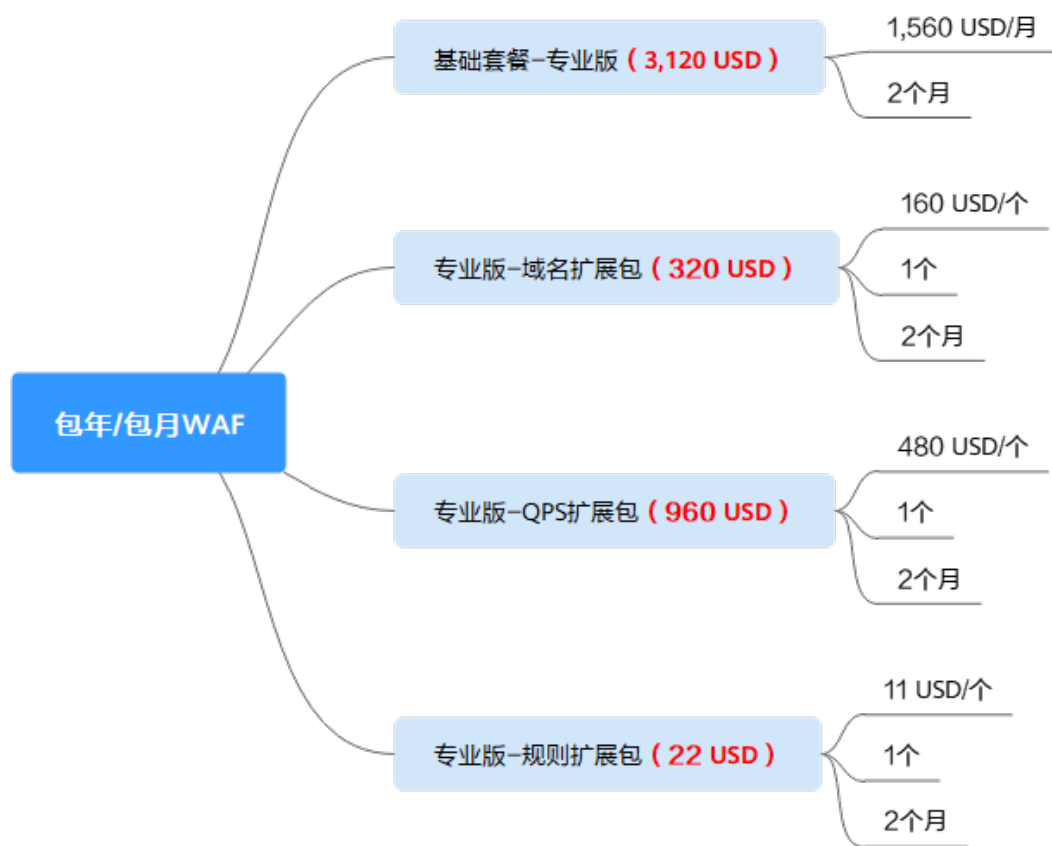 包年/包月WAF
基础套餐-专业版（3,120 USD）
1,560 USD/月
2个月
专业版-域名扩展包（320 USD）
160 USD/个
1个
2个月
专业版-QPS扩展包（960 USD）
480 USD/个
1个
2个月
专业版-规则扩展包（22 USD）
11 USD/个
1个
2个月